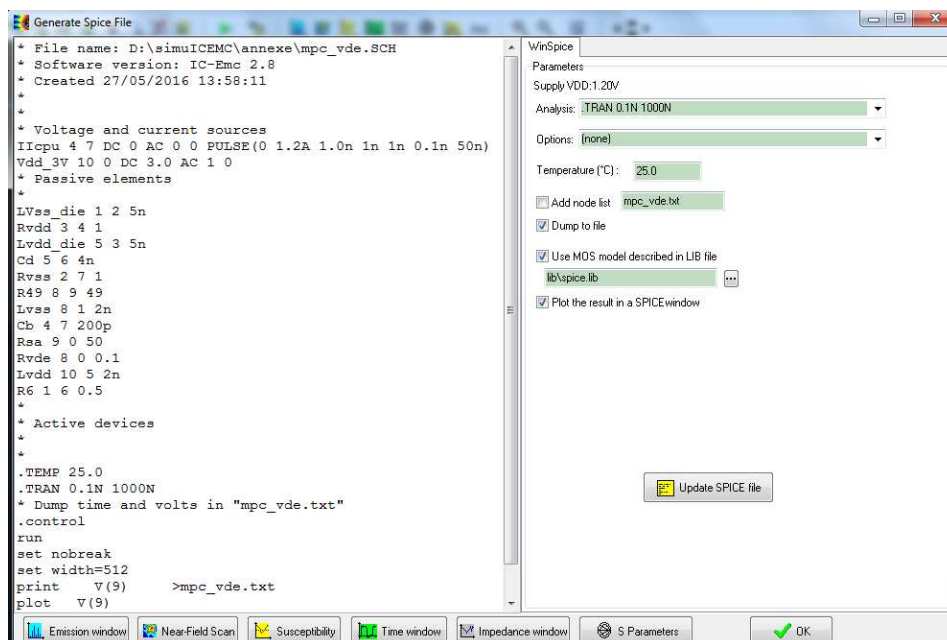 Generate Spice File
* File name: D:\simuICEMC\annexe\mpc_vde.SCH
* Software version: IC-Emc 2.8
* Created 27/05/2016 13:58:11
*
*
* Voltage and current sources
IIcpu 4 7 DC 0 AC 0 0 PULSE(0 1.2A 1.0n 1n 1n 0.1n 50n)
Vdd_3V 10 0 DC 3.0 AC 1 0
* Passive elements
*
LVss_die 1 2 5n
Rvdd 3 4 1
Lvdd_die 5 3 5n
Cd 5 6 4n
Rvss 2 7 1
R49 8 9 49
Lvss 8 1 2n
Cb 4 7 200p
Rsa 9 0 50
Rvde 8 0 0.1
Lvdd 10 5 2n
R6 1 6 0.5
*
* Active devices
*
*
.TEMP 25.0
.TRAN 0.1N 1000N
* Dump time and volts in "mpc_vde.txt"
.control
run
set nobreak
set width=512
print V(9) >mpc_vde.txt
plot V(9)
WinSpice
Parameters
Supply VDD:1.20V
Analysis: .TRAN 0.1N 1000N
Options: (none)
Temperature (°C) : 25.0
Add node list mpc_vde.txt
Dump to file
Use MOS model described in LIB file
lib\spice.lib ...
Plot the result in a SPICE window
Update SPICE file
Emission window Near-Field Scan Susceptibility Time window Impedance window S Parameters OK